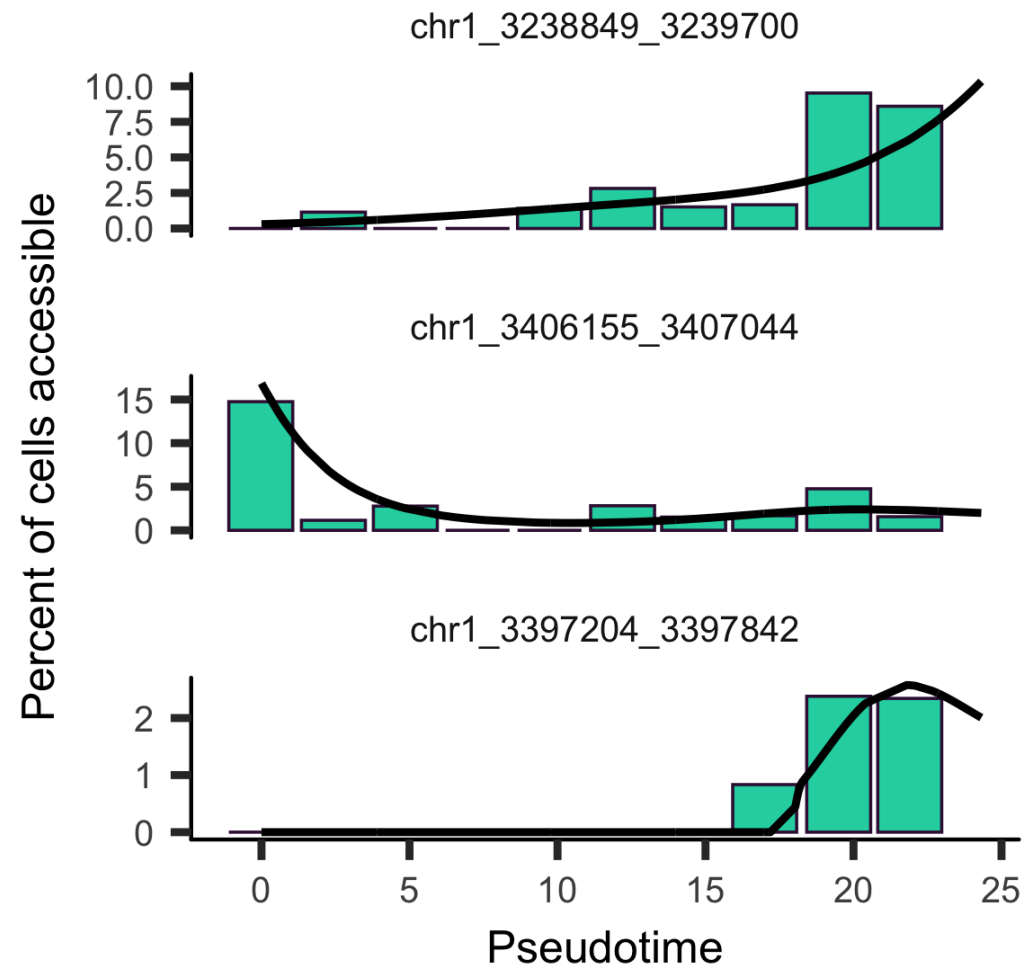 chr1_3238849_3239700
10.0
7.5
5.0
2.5
0.0
chr1_3406155_3407044
15
10
5
0
chr1_3397204_3397842
2
1
0
0 5 10 15 20 25
Pseudotime
Percent of cells accessible